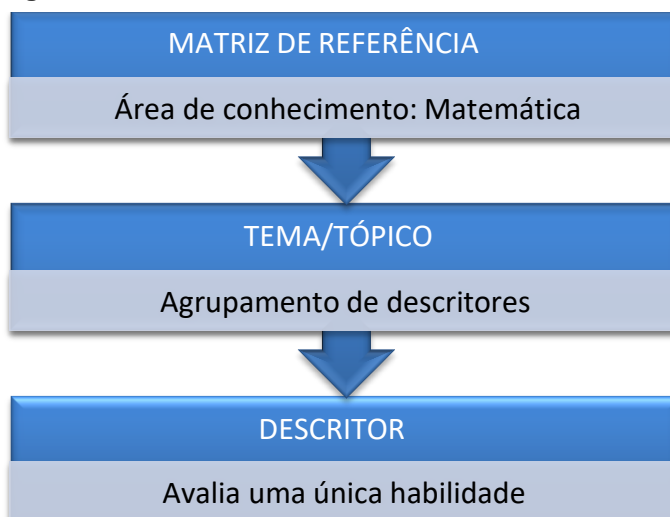 MATRIZ DE REFERÊNCIA
Área de conhecimento: Matemática
TEMA/TÓPICO
Agrupamento de descritores
DESCRITOR
Avalia uma única habilidade